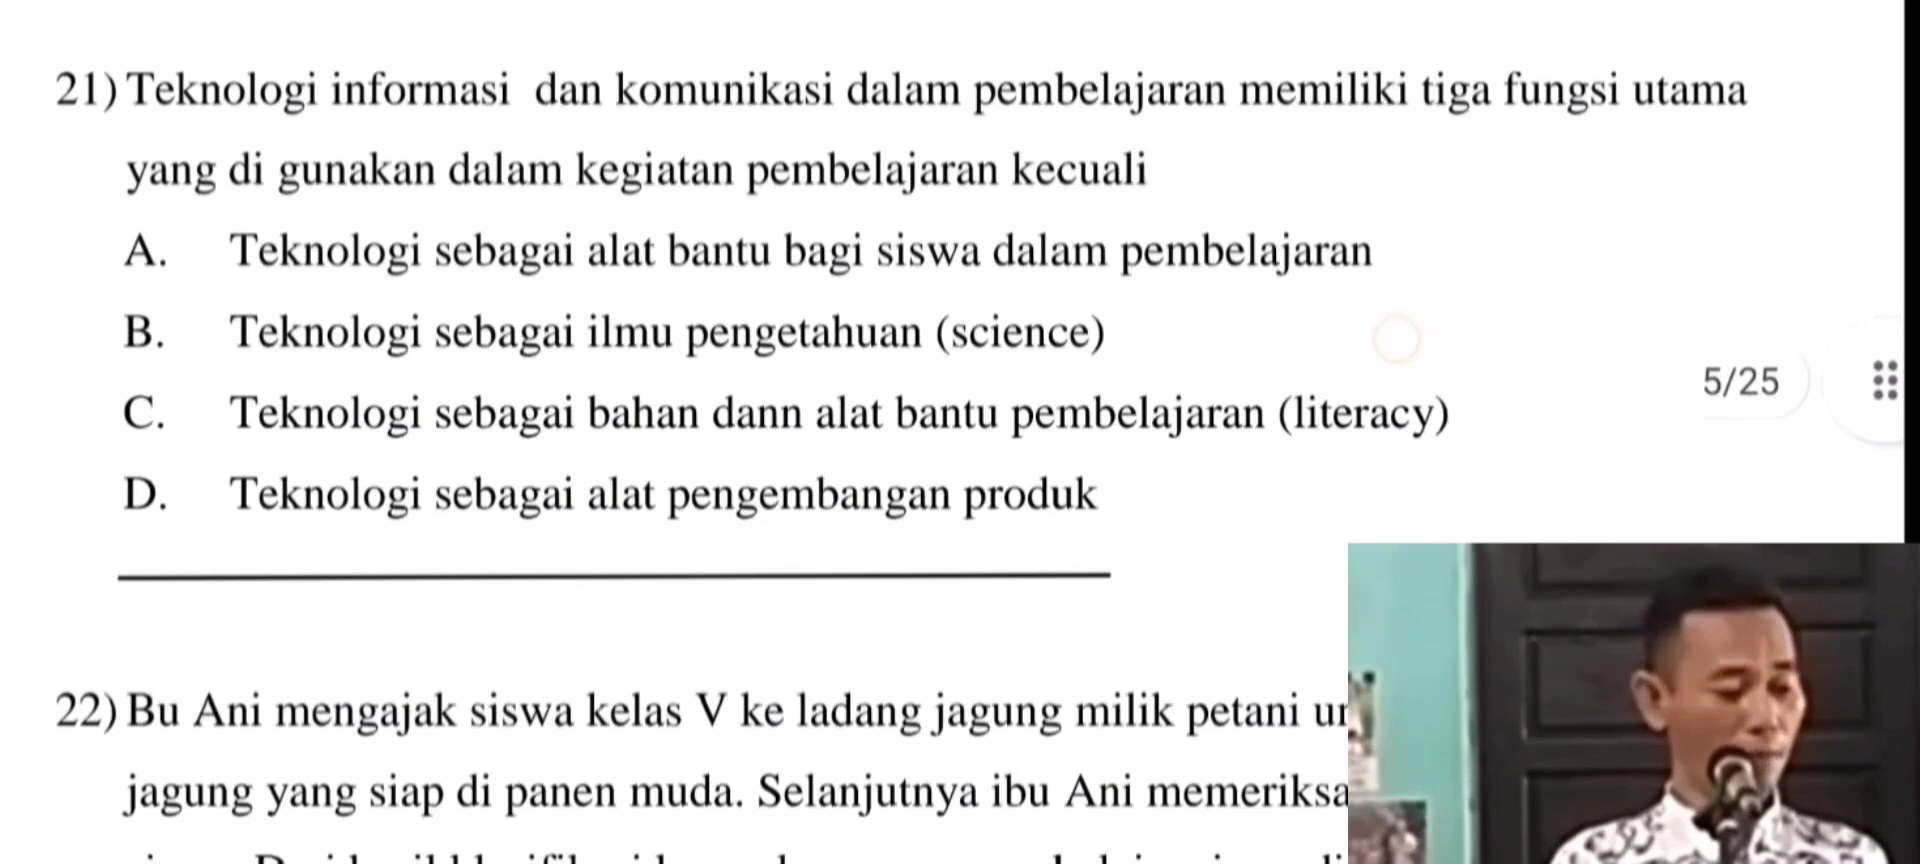 21) Teknologi informasi dan komunikasi dalam pembelajaran memiliki tiga fungsi utama
yang di gunakan dalam kegiatan pembelajaran kecuali
A. Teknologi sebagai alat bantu bagi siswa dalam pembelajaran
B. Teknologi sebagai ilmu pengetahuan (science)
5/25
C. Teknologi sebagai bahan dann alat bantu pembelajaran (literacy)
D. Teknologi sebagai alat pengembangan produk
22) Bu Ani mengajak siswa kelas V ke ladang jagung milik petani
jagung yang siap di panen muda. Selanjutnya ibu Ani memeriksa